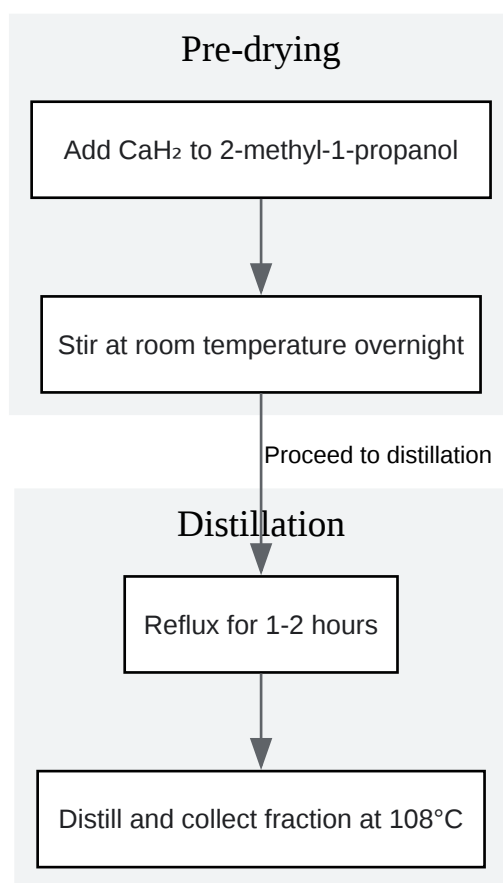 Pre-drying
Add CaH₂ to 2-methyl-1-propanol
Stir at room temperature overnight
Proceed to distillation
Distillation
Reflux for 1-2 hours
Distill and collect fraction at 108°C